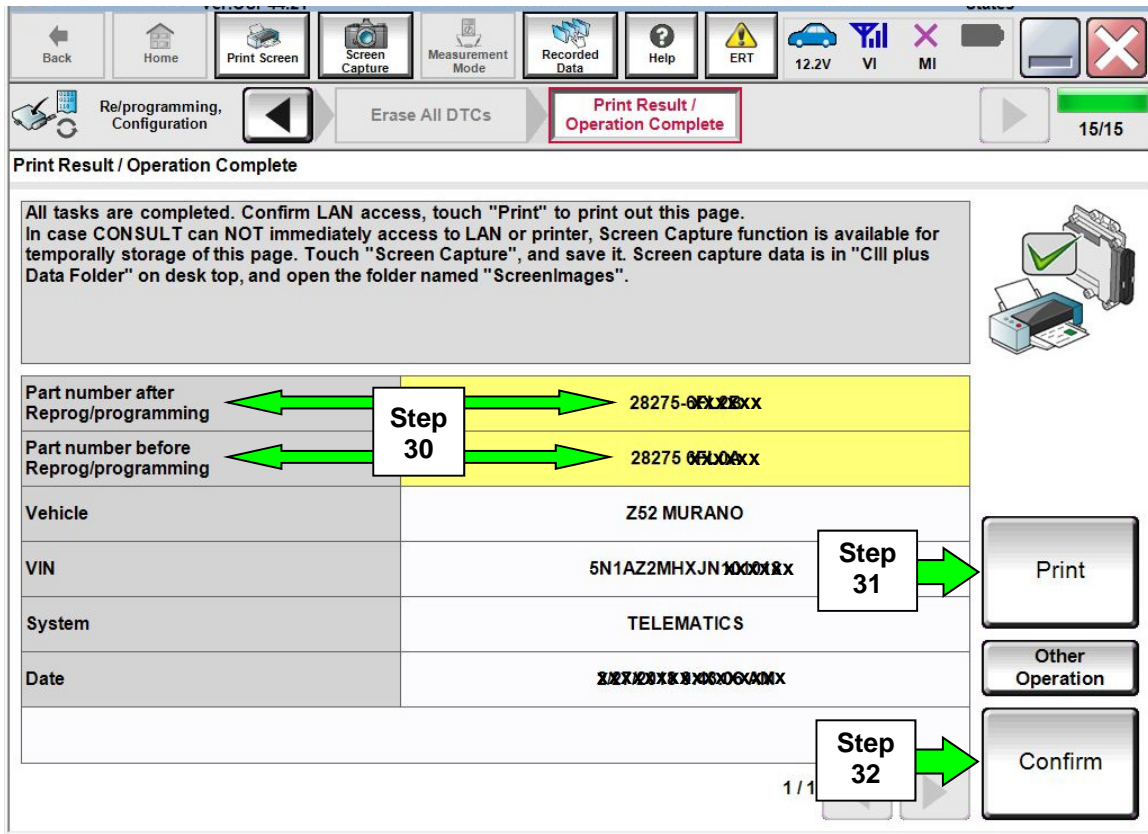 Back
Home
Print Screen
Screen
Capture
Measurement
Mode
Recorded
Data
Help
ERT
12.2V
VI
MI
Re/programming,
Configuration
Erase All DTCs
Print Result /
Operation Complete
15/15
Print Result / Operation Complete
All tasks are completed. Confirm LAN access, touch "Print" to print out this page.
In case CONSULT can NOT immediately access to LAN or printer, Screen Capture function is available for
temporally storage of this page. Touch "Screen Capture", and save it. Screen capture data is in "CIII plus
Data Folder" on desk top, and open the folder named "ScreenImages".
Part number after
Reprog/programming
28275-
Part number before
Reprog/programming
28275
Step
30
Vehicle
Z52 MURANO
VIN
5N1AZ2MHXJN
Step
31
Print
System
TELEMATICS
Other
Operation
Date
Step
32
Confirm
1 / 1